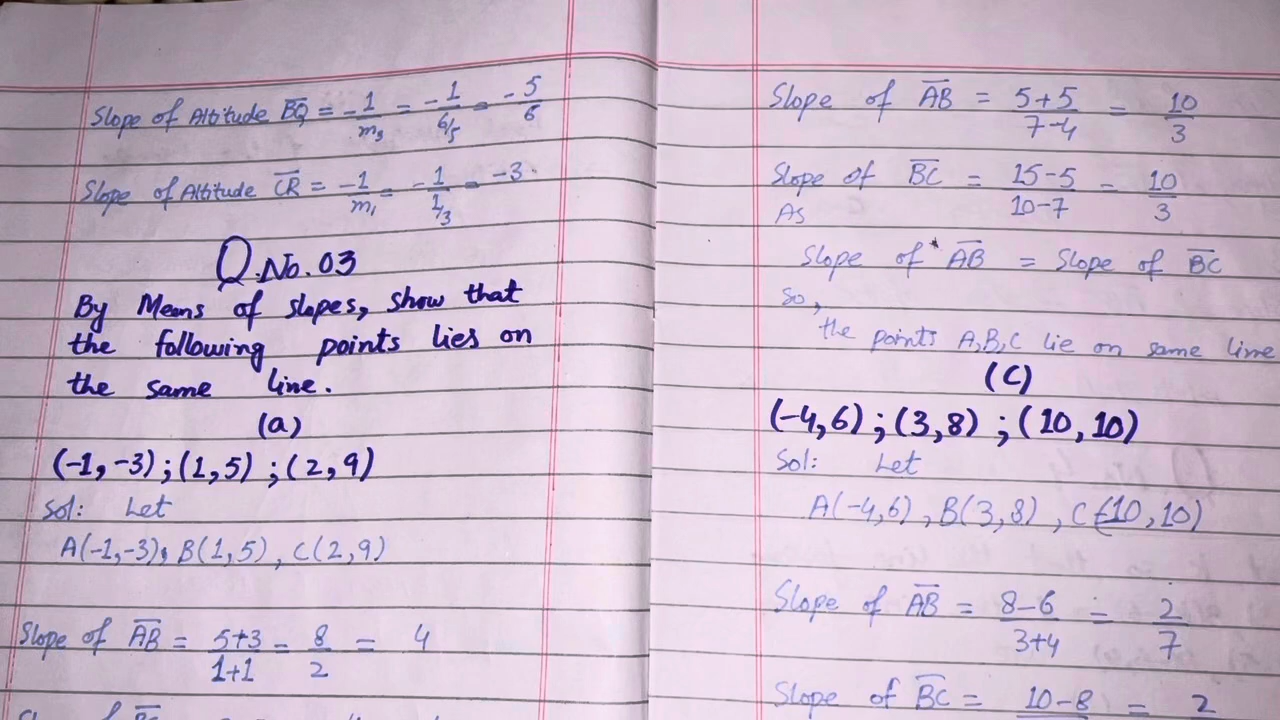 Slope of Altitude BQ = -1/m₃ = -1/6/5 = -5/6
Slope of Altitude CR = -1/m₁ = -1/1/3 = -3.
Q.No.03
By Means of slopes, show that
the following points lies on
the same line.
(a)
(-1,-3);(1,5);(2,9)
Sol: Let
A(-1,-3), B(1,5), C(2,9)
Slope of AB = 5+3/1+1 = 8/2 = 4
Slope of AB = 5+5/7-4 = 10/3
Slope of BC = 15-5/10-7 = 10/3
As
Slope of AB = Slope of BC
So,
the points A,B,C lie on same line
(C)
(-4,6);(3,8);(10,10)
Sol: Let
A(-4,6), B(3,8), C(10,10)
Slope of AB = 8-6/3+4 = 2/7
Slope of BC = 10-8 = 2